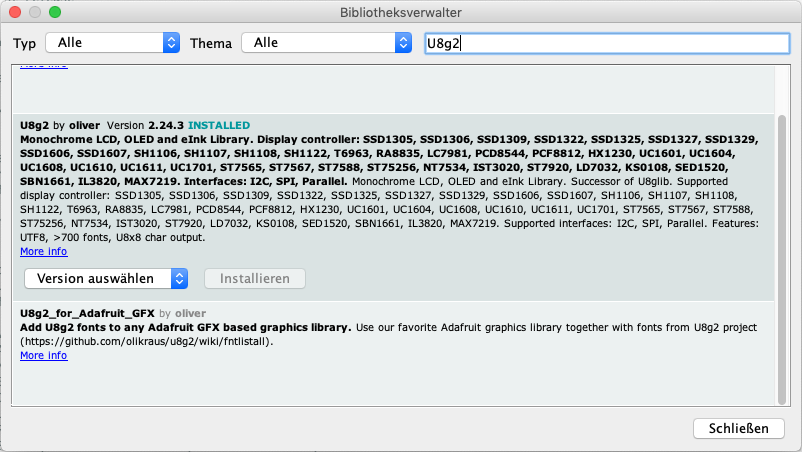 Bibliotheksverwalter
Typ Alle Thema Alle U8g2
More info
U8g2 by oliver Version 2.24.3 INSTALLED
Monochrome LCD, OLED and eInk Library. Display controller: SSD1305, SSD1306, SSD1309, SSD1322, SSD1325, SSD1327, SSD1329,
SSD1606, SSD1607, SH1106, SH1107, SH1108, SH1122, T6963, RA8835, LC7981, PCD8544, PCF8812, HX1230, UC1601, UC1604,
UC1608, UC1610, UC1611, UC1701, ST7565, ST7567, ST7588, ST75256, NT7534, IST3020, ST7920, LD7032, KS0108, SED1520,
SBN1661, IL3820, MAX7219. Interfaces: I2C, SPI, Parallel. Monochrome LCD, OLED and eInk Library. Successor of U8glib. Supported
display controller: SSD1305, SSD1306, SSD1309, SSD1322, SSD1325, SSD1327, SSD1329, SSD1606, SSD1607, SH1106, SH1107, SH1108,
SH1122, T6963, RA8835, LC7981, PCD8544, PCF8812, HX1230, UC1601, UC1604, UC1608, UC1610, UC1611, UC1701, ST7565, ST7567, ST7588,
ST75256, NT7534, IST3020, ST7920, LD7032, KS0108, SED1520, SBN1661, IL3820, MAX7219. Supported interfaces: I2C, SPI, Parallel. Features:
UTF8, >700 fonts, U8x8 char output.
More info
Version auswählen Installieren
U8g2_for_Adafruit_GFX by oliver
Add U8g2 fonts to any Adafruit GFX based graphics library. Use our favorite Adafruit graphics library together with fonts from U8g2 project
(https://github.com/olikraus/u8g2/wiki/fntlistall).
More info
Schließen